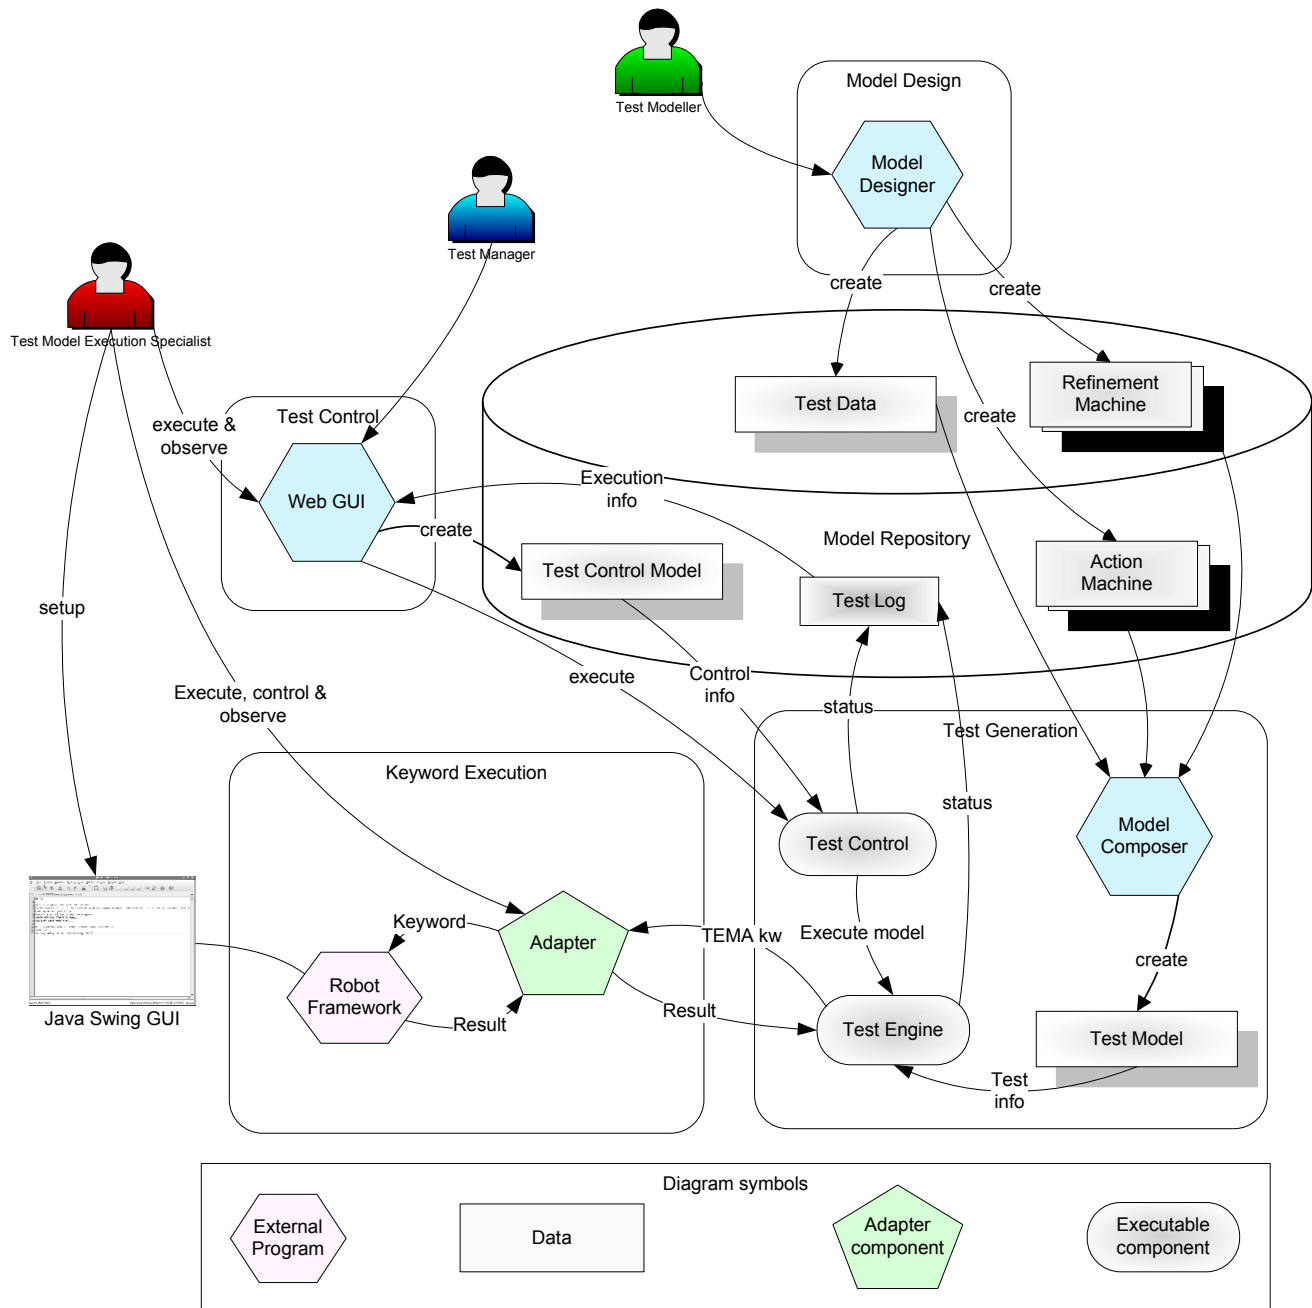 Test Modeller
Model Design
Model
Designer
Test Manager
Test Model Execution Specialist
create
create
create
Test Data
Refinement
Machine
execute &
observe
Test Control
Web GUI
create
Execution
info
Model Repository
Test Control Model
Test Log
Action
Machine
setup
execute
Control
info
Execute, control &
observe
status
status
Test Generation
Keyword Execution
Test Control
Model
Composer
Keyword
Adapter
TEMA kw
Execute model
create
Robot
Framework
Result
Result
Test Engine
Test Model
Test
info
Java Swing GUI
Diagram symbols
External
Program
Data
Adapter
component
Executable
component